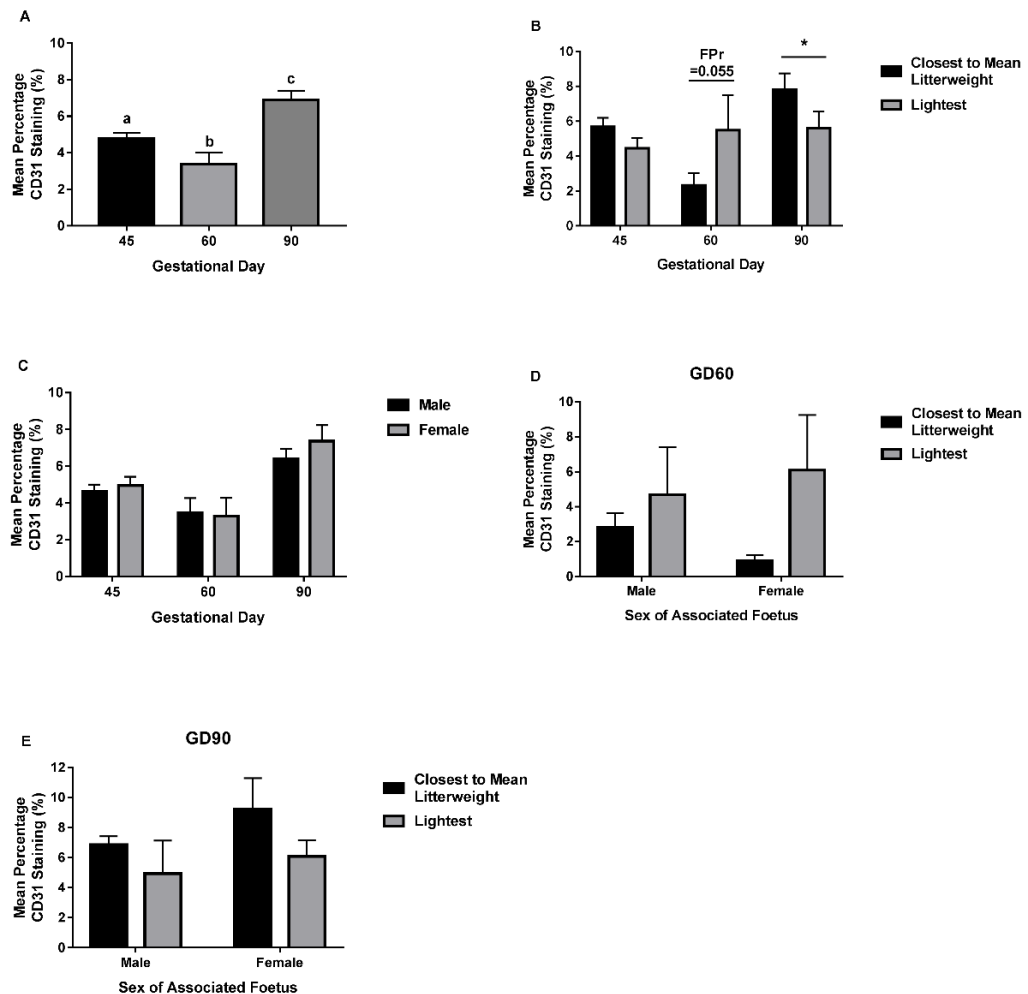 A
Mean Percentage
CD31 Staining (%)
10
8
6
4
2
0
a
b
c
45 60 90
Gestational Day
B
Mean Percentage
CD31 Staining (%)
10
8
6
4
2
0
FPr
=0.055
*
45 60 90
Gestational Day
Closest to Mean
Litterweight
Lightest
C
Mean Percentage
CD31 Staining (%)
10
8
6
4
2
0
45 60 90
Gestational Day
Male
Female
D
GD60
Mean Percentage
CD31 Staining (%)
10
8
6
4
2
0
Male Female
Sex of Associated Foetus
Closest to Mean
Litterweight
Lightest
E
GD90
Mean Percentage
CD31 Staining (%)
12
10
8
6
4
2
0
Male Female
Sex of Associated Foetus
Closest to Mean
Litterweight
Lightest